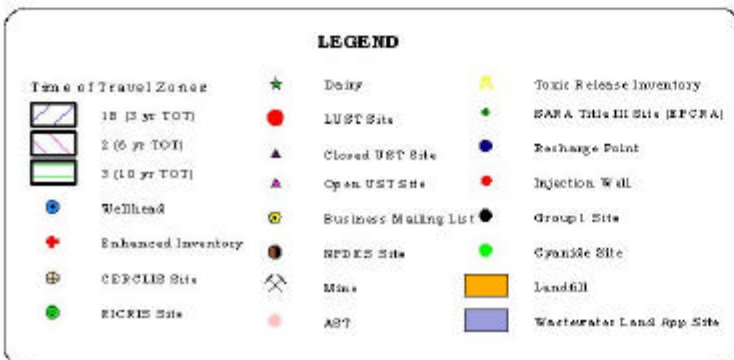 LEGEND
Time of Travel Zones
1B (3 yr TOT)
2 (6 yr TOT)
3 (10 yr TOT)
Wellhead
Enhanced Inventory
CERCLIS Site
RICRIS Site
Dairy
LUST Site
Closed UST Site
Open UST Site
Business Mailing List
NPDES Site
Mine
AST
Toxic Release Inventory
SARA Title III Site (EPCRA)
Recharge Point
Injection Well
Group1 Site
Cyanide Site
Landfill
Wastewater Land App Site